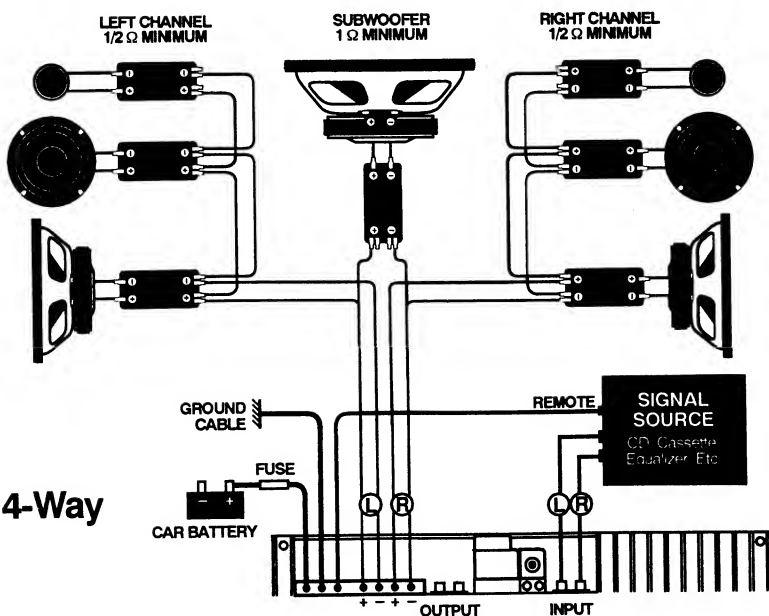 LEFT CHANNEL
1/2 Ω MINIMUM
SUBWOOFER
1 Ω MINIMUM
RIGHT CHANNEL
1/2 Ω MINIMUM
GROUND
CABLE
REMOTE
SIGNAL
SOURCE
CD Cassette
Equalizer Etc
FUSE
L
R
L
R
4-Way
CAR BATTERY
+ − + −
OUTPUT
INPUT